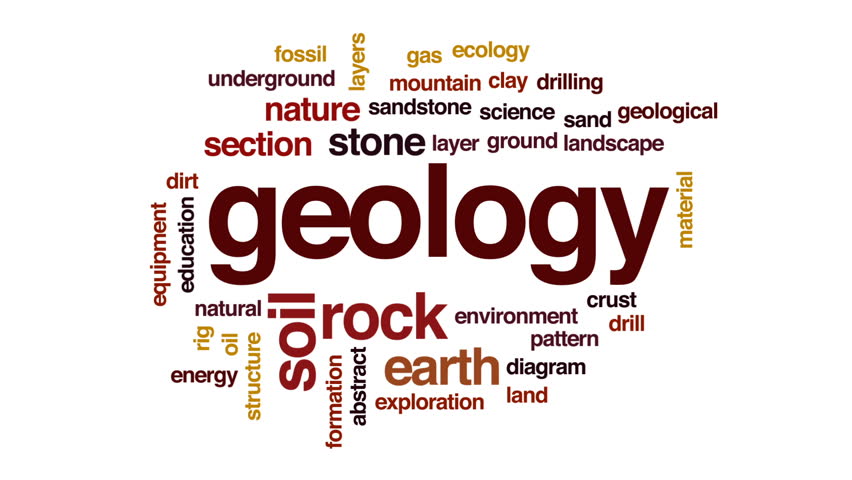 fossil
layers
gas
ecology
underground
mountain
clay
drilling
nature
sandstone
science
sand
geological
section
stone
layer
ground
landscape
dirt
geology
material
equipment
education
natural
soil
rock
environment
crust
drill
rig
oil
structure
pattern
energy
formation
abstract
earth
diagram
exploration
land